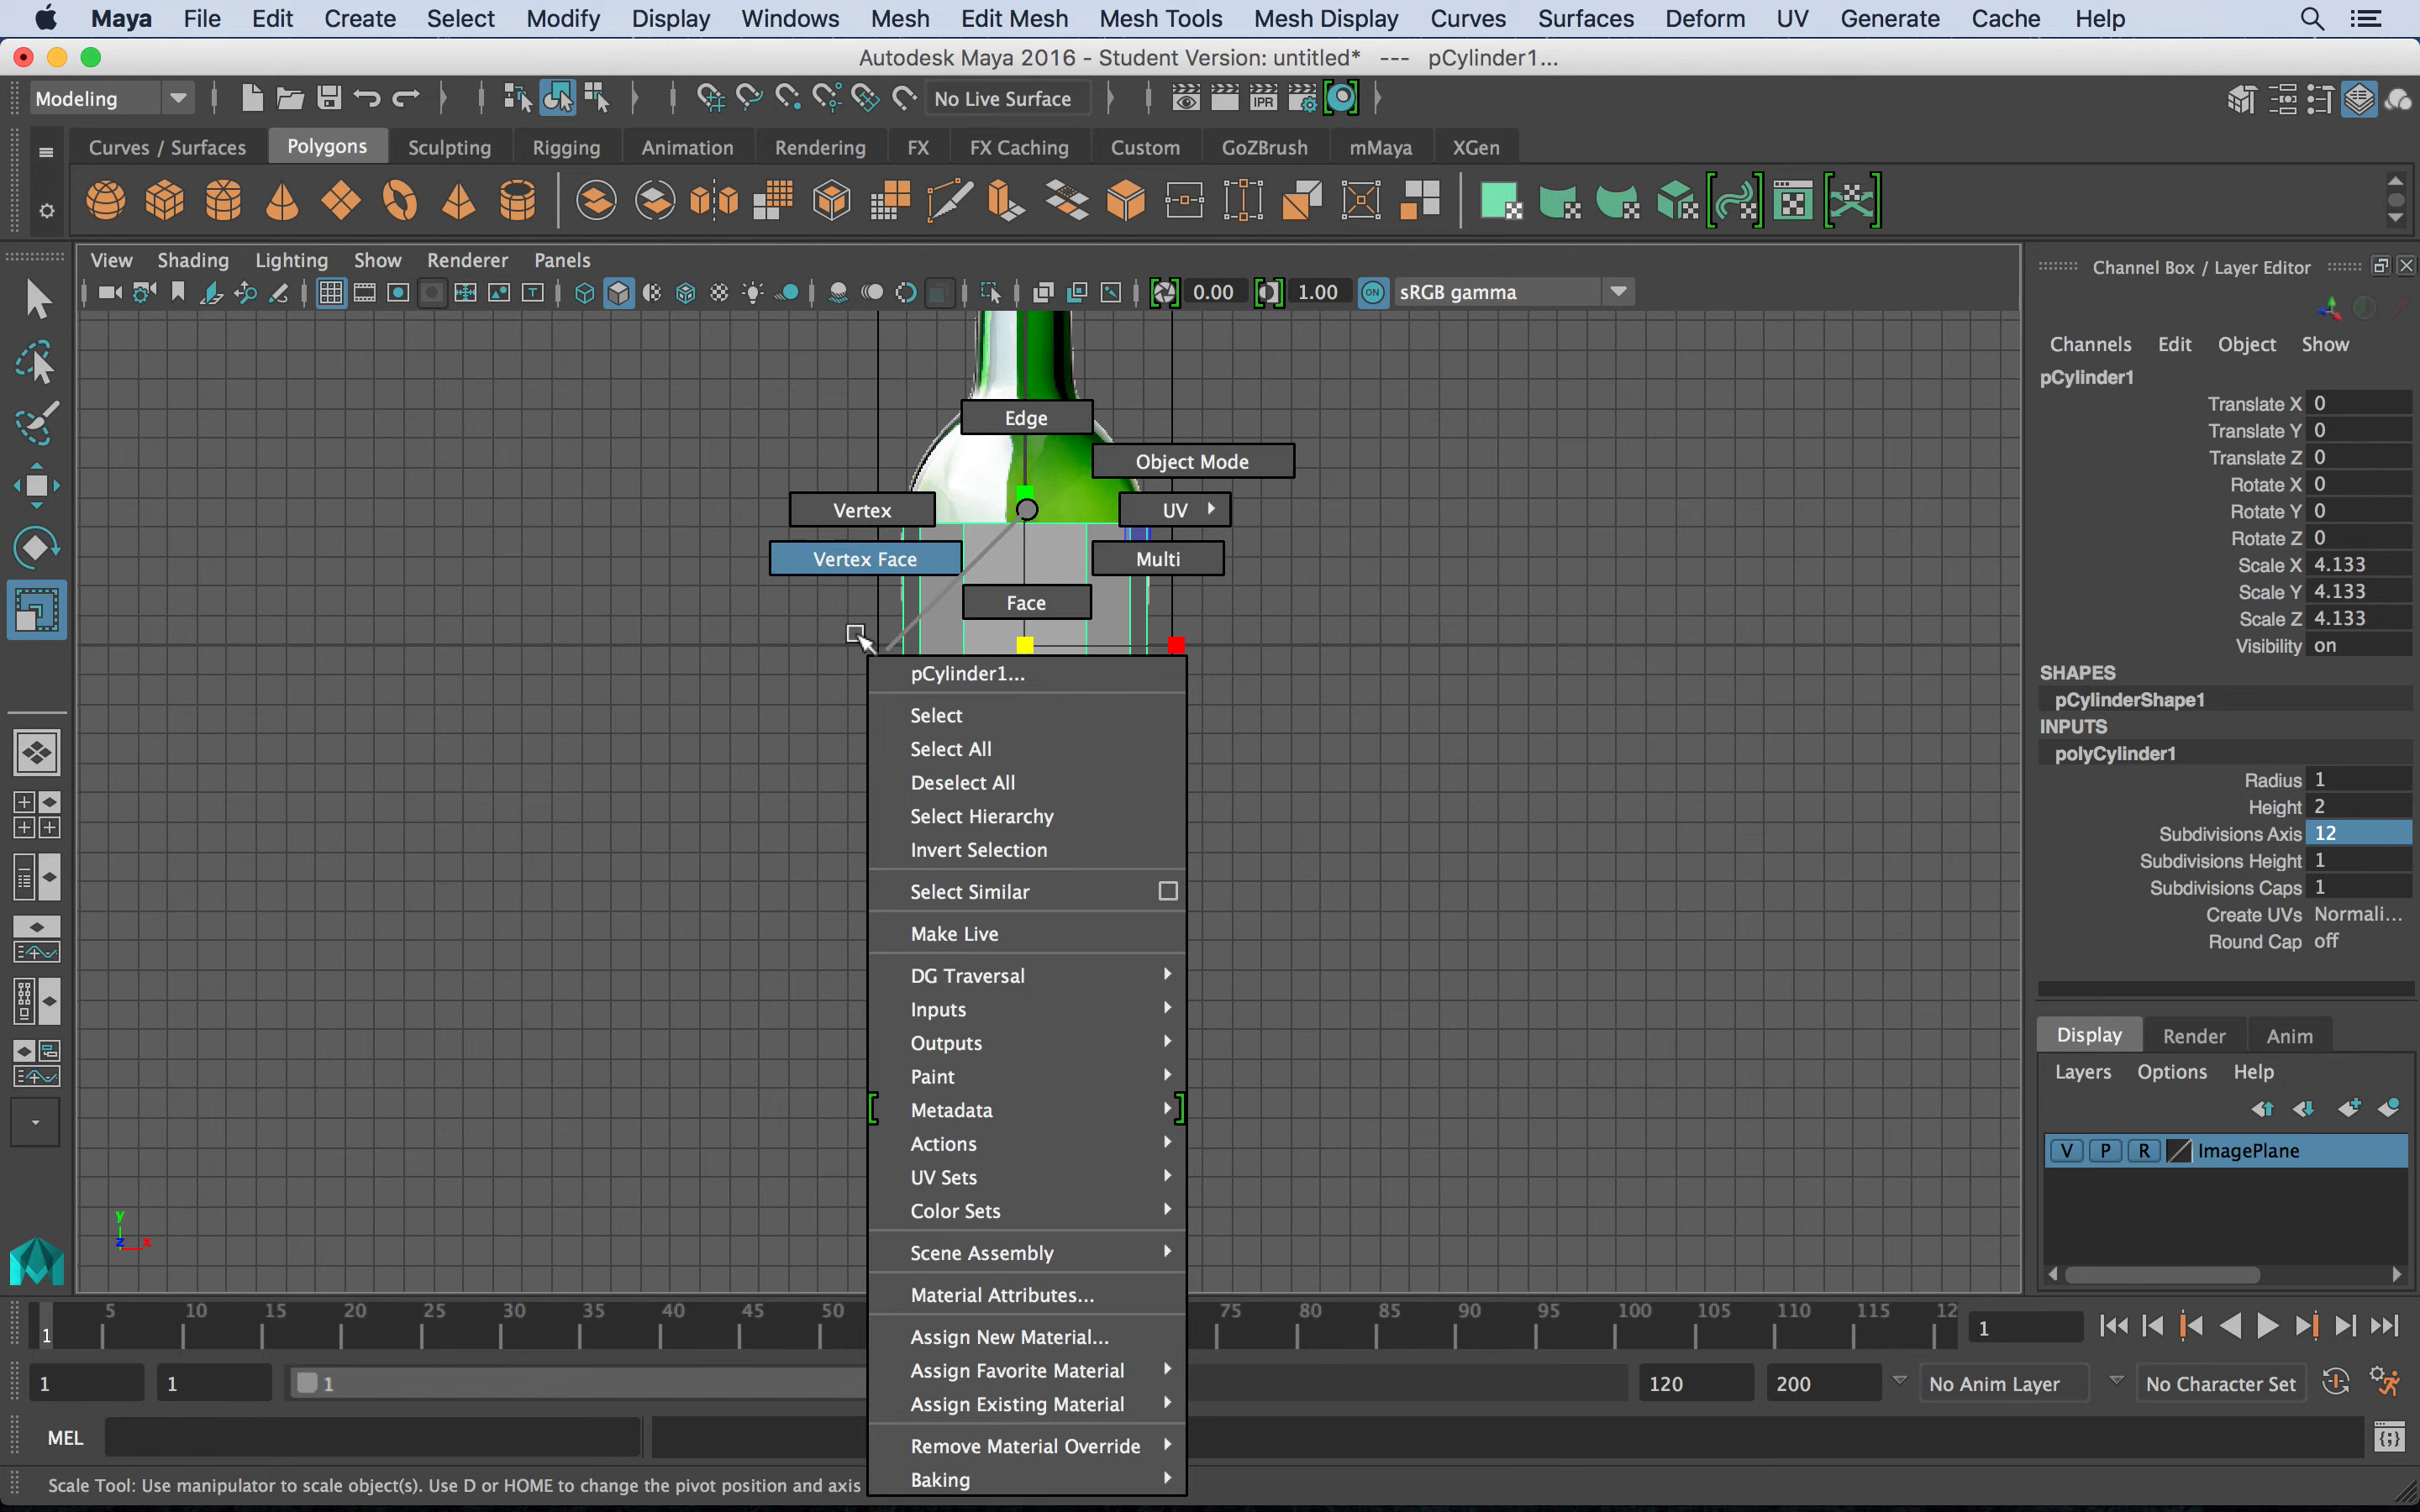 Maya File Edit Create Select Modify Display Windows Mesh Edit Mesh Mesh Tools Mesh Display Curves Surfaces Deform UV Generate Cache Help
Autodesk Maya 2016 - Student Version: untitled* --- pCylinder1...
Modeling No Live Surface IPR
Curves / Surfaces Polygons Sculpting Rigging Animation Rendering FX FX Caching Custom GoZBrush mMaya XGen
View Shading Lighting Show Renderer Panels
0.00 1.00 ON sRGB gamma
Edge
Object Mode
Vertex UV
Vertex Face Multi
Face
pCylinder1...
Select
Select All
Deselect All
Select Hierarchy
Invert Selection
Select Similar
Make Live
DG Traversal
Inputs
Outputs
Paint
Metadata
Actions
UV Sets
Color Sets
Scene Assembly
Material Attributes...
Assign New Material...
Assign Favorite Material
Assign Existing Material
Remove Material Override
Baking
y
z x
Channel Box / Layer Editor
Channels Edit Object Show
pCylinder1
Translate X 0
Translate Y 0
Translate Z 0
Rotate X 0
Rotate Y 0
Rotate Z 0
Scale X 4.133
Scale Y 4.133
Scale Z 4.133
Visibility on
SHAPES
pCylinderShape1
INPUTS
polyCylinder1
Radius 1
Height 2
Subdivisions Axis 12
Subdivisions Height 1
Subdivisions Caps 1
Create UVs Normali...
Round Cap off
Display Render Anim
Layers Options Help
V P R ImagePlane
5 10 15 20 25 30 35 40 45 50 75 80 85 90 95 100 105 110 115 12
1 1
1 1 1 120 200 No Anim Layer No Character Set
MEL
Scale Tool: Use manipulator to scale object(s). Use D or HOME to change the pivot position and axis